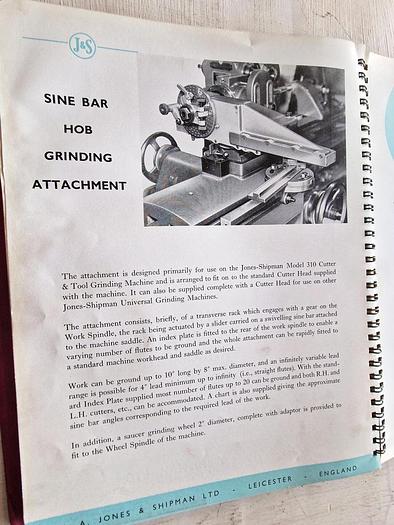 J&S
SINE BAR
HOB
GRINDING
ATTACHMENT
The attachment is designed primarily for use on the Jones-Shipman Model 310 Cutter
& Tool Grinding Machine and is arranged to fit on to the standard Cutter Head supplied
with the machine. It can also be supplied complete with a Cutter Head for use on other
Jones-Shipman Universal Grinding Machines.
The attachment consists, briefly, of a transverse rack which engages with a gear on the
Work Spindle, the rack being actuated by a slider carried on a swivelling sine bar attached
to the machine saddle. An index plate is fitted to the rear of the work spindle to enable a
varying number of flutes to be ground and the whole attachment can be rapidly fitted to
a standard machine workhead and saddle as desired.
Work can be ground up to 10" long by 8" max. diameter, and an infinitely variable lead
range is possible for 4" lead minimum up to infinity (i.e., straight flutes). With the stand-
ard Index Plate supplied most number of flutes up to 20 can be ground and both R.H. and
L.H. cutters, etc., can be accommodated. A chart is also supplied giving the approximate
sine bar angles corresponding to the required lead of the work.
In addition, a saucer grinding wheel 2" diameter, complete with adaptor is provided to
fit to the Wheel Spindle of the machine.
A. JONES & SHIPMAN LTD - LEICESTER - ENGLAND